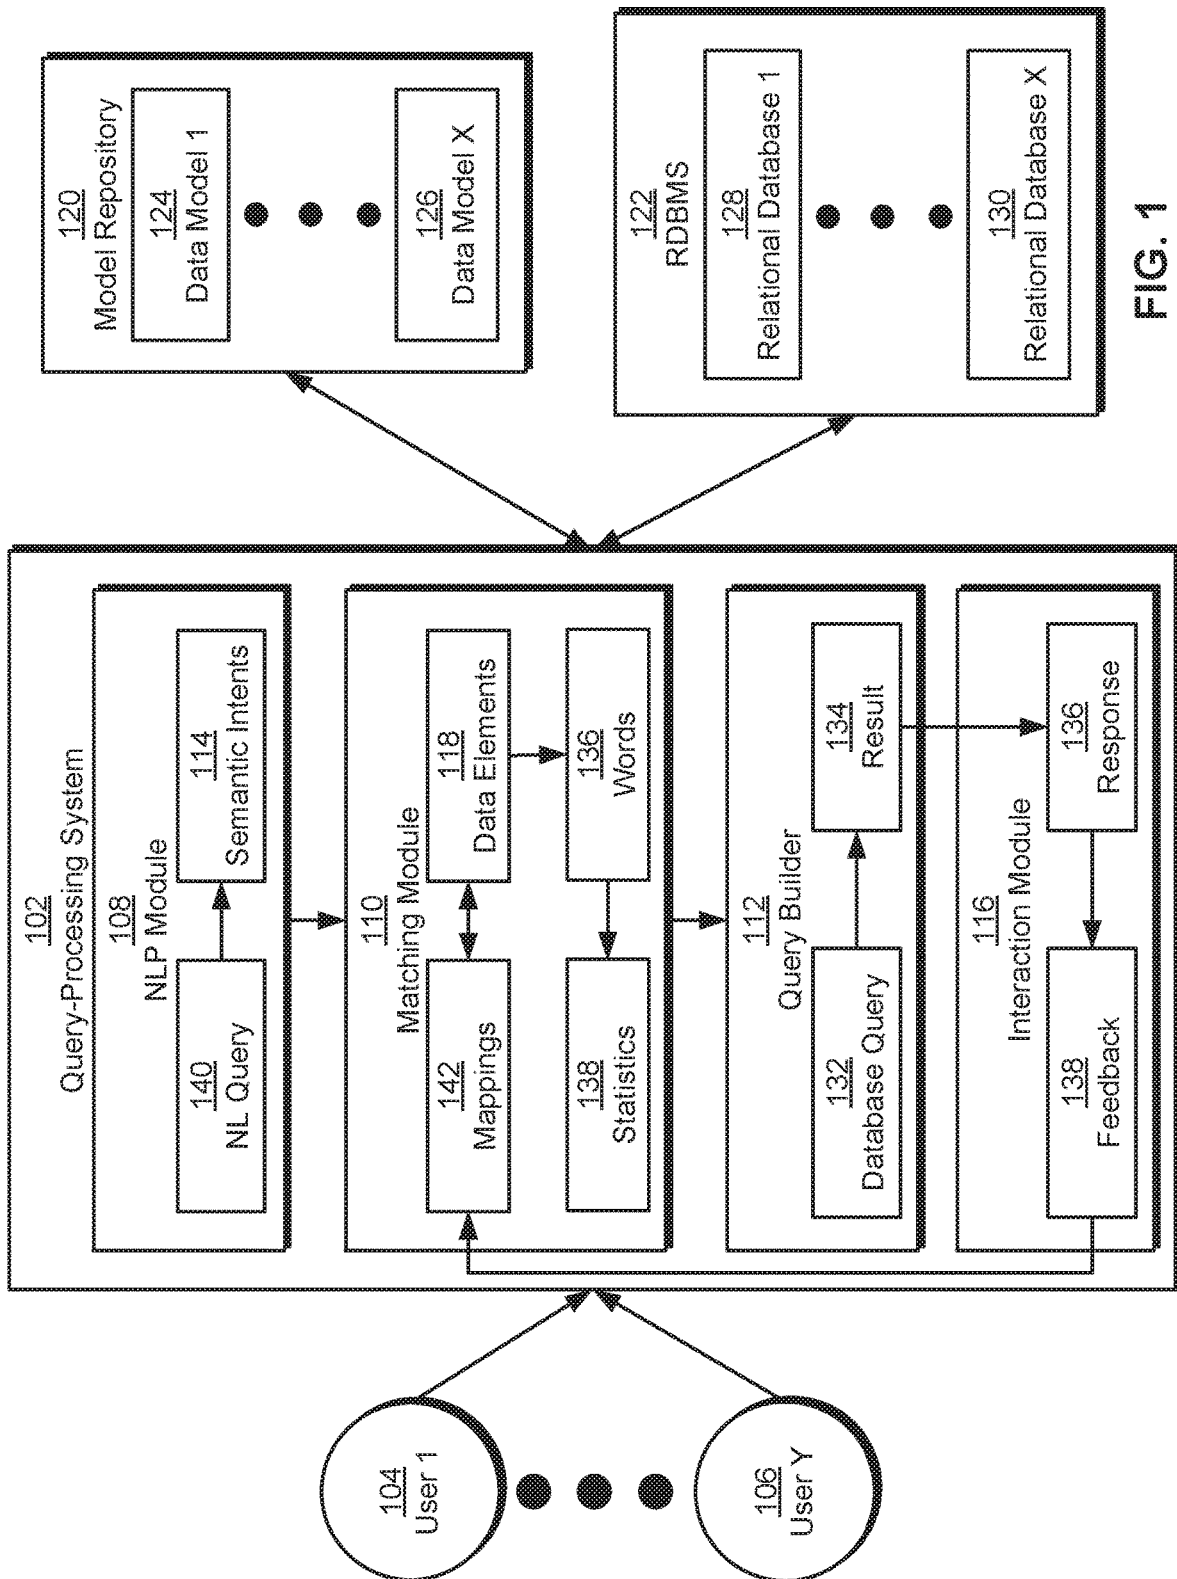 102
Query-Processing System
108
NLP Module
140
NL Query
114
Semantic Intents
110
Matching Module
142
Mappings
118
Data Elements
138
Statistics
136
Words
112
Query Builder
132
Database Query
134
Result
116
Interaction Module
138
Feedback
136
Response
104
User 1
106
User Y
120
Model Repository
124
Data Model 1
126
Data Model X
122
RDBMS
128
Relational Database 1
130
Relational Database X
FIG. 1